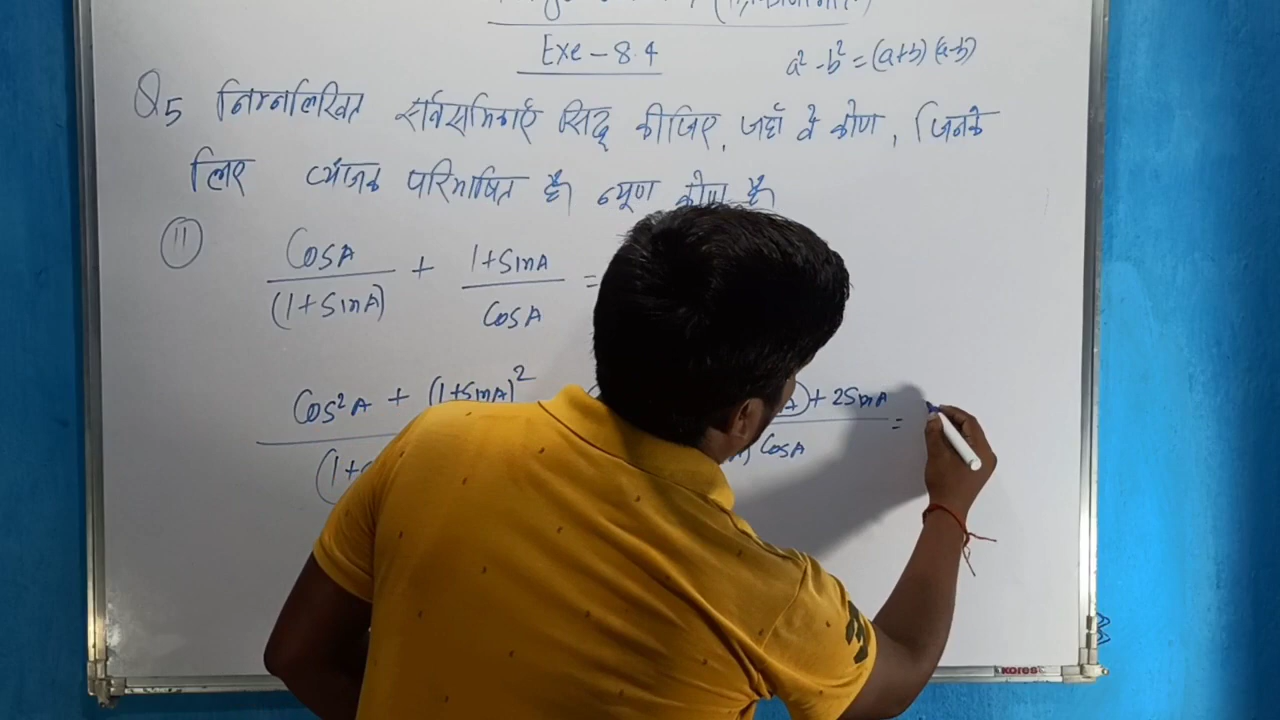 Exe – 8.4
a² - b² = (a+b) (a-b)
Q5 निम्नलिखित सर्वसमिकाएँ सिद्ध कीजिए, जहाँ वे कोण, जिनके
लिए व्यंजक परिभाषित है। न्यूण कोण है।
(11) CosA/(1+SinA) + 1+SinA/CosA =
Cos²A + (1+SinA)² + 2SinA =
CosA
KORES